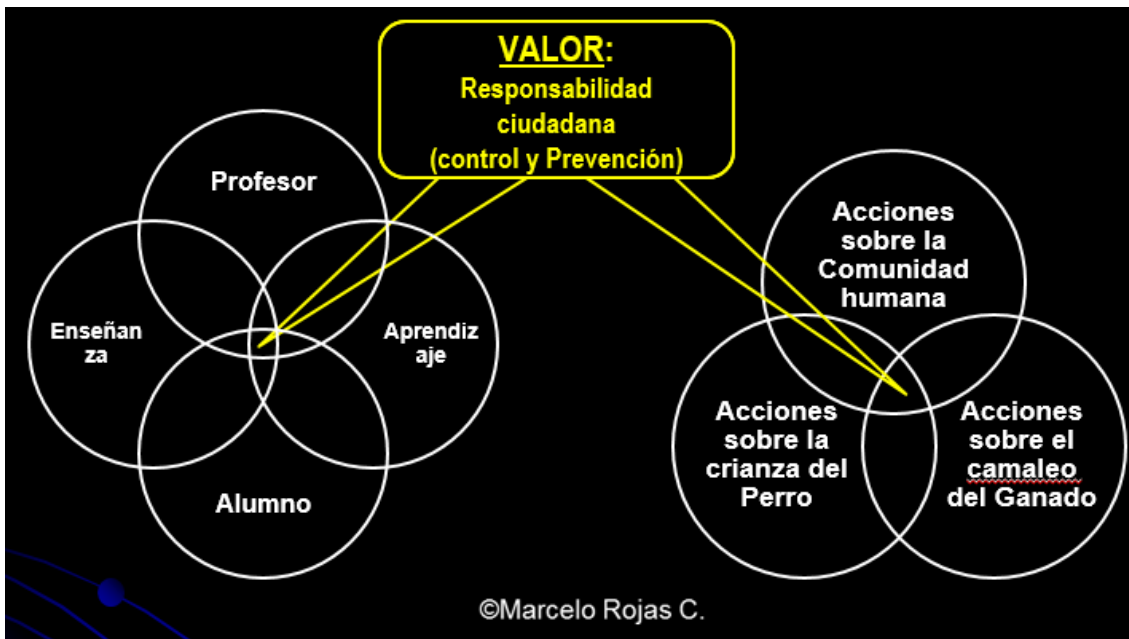 VALOR:
Responsabilidad
ciudadana
(control y Prevención)
Profesor
Enseñan
za
Aprendiz
aje
Alumno
Acciones
sobre la
Comunidad
humana
Acciones
sobre la
crianza del
Perro
Acciones
sobre el
camaleo
del Ganado
©Marcelo Rojas C.